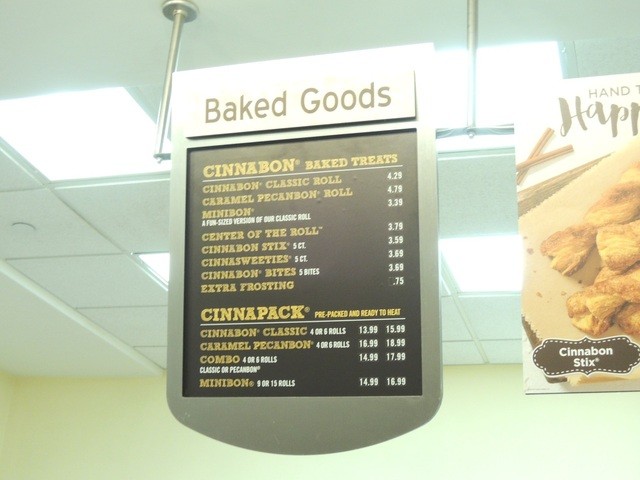 Baked Goods
CINNABON® BAKED TREATS
CINNABON® CLASSIC ROLL 4.29
CARAMEL PECANBON® ROLL 4.79
MINIBON® 3.39
A FUN-SIZED VERSION OF OUR CLASSIC ROLL
CENTER OF THE ROLL™ 3.79
CINNABON STIX® 5 CT. 3.59
CINNASWEETIES® 5 CT. 3.69
CINNABON® BITES 5 BITES 3.69
EXTRA FROSTING .75
CINNAPACK® PRE-PACKED AND READY TO HEAT
CINNABON® CLASSIC 4 OR 6 ROLLS 13.99 15.99
CARAMEL PECANBON® 4 OR 6 ROLLS 16.99 18.99
COMBO 4 OR 6 ROLLS 14.99 17.99
CLASSIC OR PECANBON®
MINIBON® 9 OR 15 ROLLS 14.99 16.99
HAND
Cinnabon
Stix®